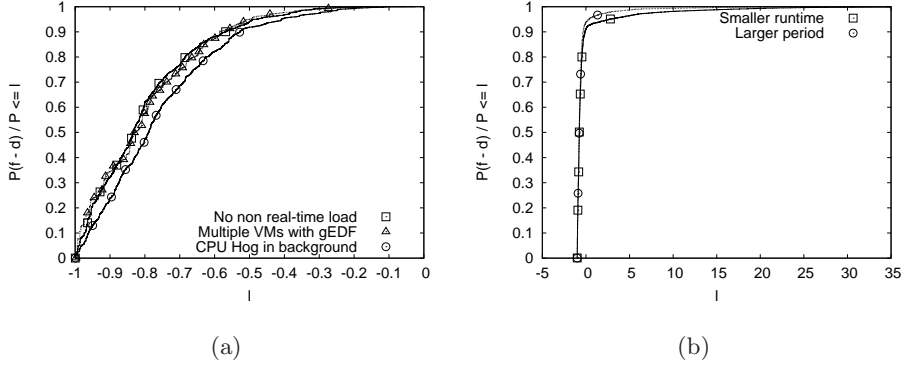 1
0.9
0.8
0.7
0.6
0.5
0.4
0.3
0.2
0.1
0
P(f - d) / P <= l
-1 -0.9 -0.8 -0.7 -0.6 -0.5 -0.4 -0.3 -0.2 -0.1 0
l
No non real-time load
Multiple VMs with gEDF
CPU Hog in background
(a)
1
0.9
0.8
0.7
0.6
0.5
0.4
0.3
0.2
0.1
0
P(f - d) / P <= l
-5 0 5 10 15 20 25 30 35
l
Smaller runtime
Larger period
(b)